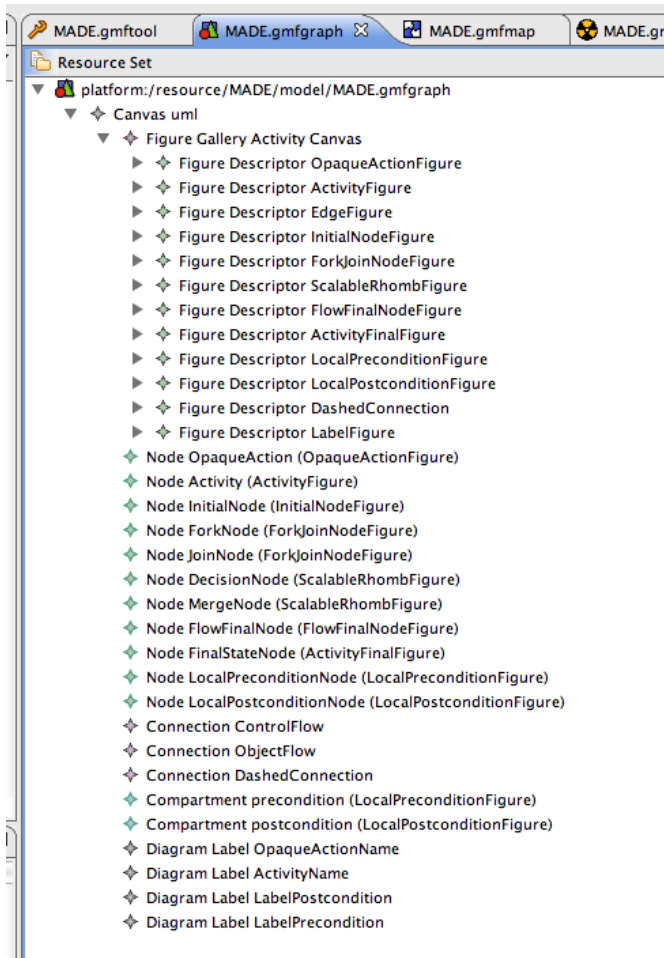 MADE.gmftool
MADE.gmfgraph
MADE.gmfmap
MADE.gr
Resource Set
platform:/resource/MADE/model/MADE.gmfgraph
Canvas uml
Figure Gallery Activity Canvas
Figure Descriptor OpaqueActionFigure
Figure Descriptor ActivityFigure
Figure Descriptor EdgeFigure
Figure Descriptor InitialNodeFigure
Figure Descriptor ForkJoinNodeFigure
Figure Descriptor ScalableRhombFigure
Figure Descriptor FlowFinalNodeFigure
Figure Descriptor ActivityFinalFigure
Figure Descriptor LocalPreconditionFigure
Figure Descriptor LocalPostconditionFigure
Figure Descriptor DashedConnection
Figure Descriptor LabelFigure
Node OpaqueAction (OpaqueActionFigure)
Node Activity (ActivityFigure)
Node InitialNode (InitialNodeFigure)
Node ForkNode (ForkJoinNodeFigure)
Node JoinNode (ForkJoinNodeFigure)
Node DecisionNode (ScalableRhombFigure)
Node MergeNode (ScalableRhombFigure)
Node FlowFinalNode (FlowFinalNodeFigure)
Node FinalStateNode (ActivityFinalFigure)
Node LocalPreconditionNode (LocalPreconditionFigure)
Node LocalPostconditionNode (LocalPostconditionFigure)
Connection ControlFlow
Connection ObjectFlow
Connection DashedConnection
Compartment precondition (LocalPreconditionFigure)
Compartment postcondition (LocalPostconditionFigure)
Diagram Label OpaqueActionName
Diagram Label ActivityName
Diagram Label LabelPostcondition
Diagram Label LabelPrecondition